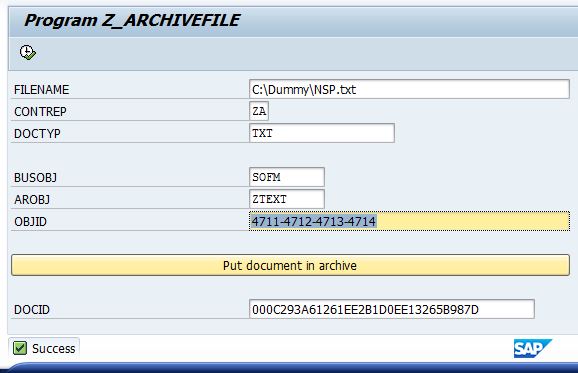 Program Z_ARCHIVEFILE
FILENAME C:\Dummy\NSP.txt
CONTREP ZA
DOCTYP TXT
BUSOBJ SOFM
AROBJ ZTEXT
OBJID 4711-4712-4713-4714
Put document in archive
DOCID 000C293A61261EE2B1D0EE13265B987D
Success SAP